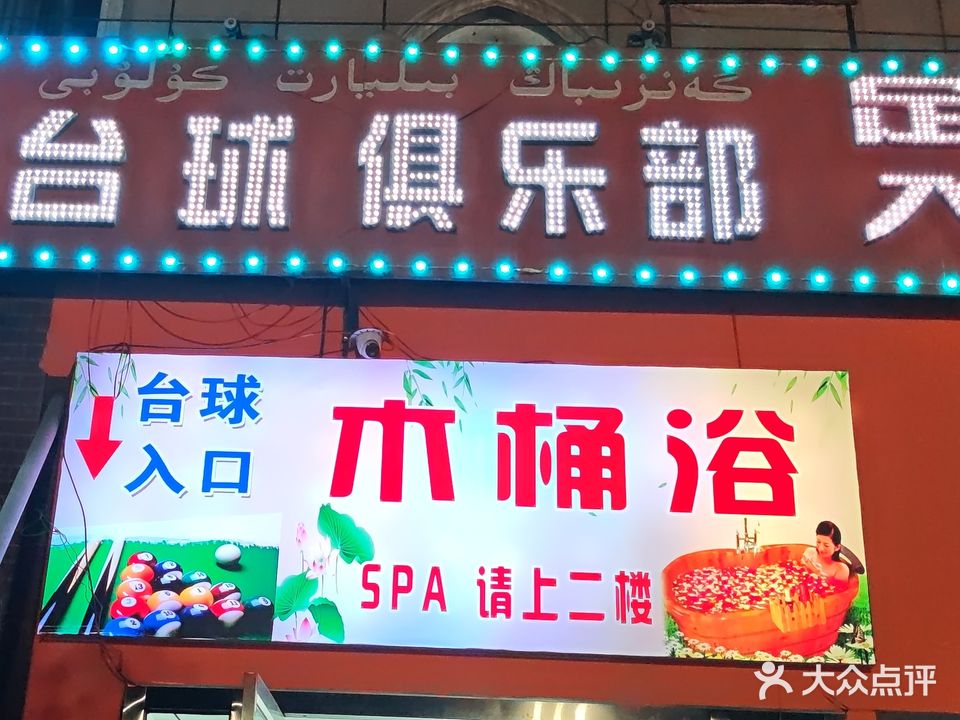 كەنزىباڭ بىليارت كۇلۇبى
台球俱乐部
台球
入口
木桶浴
SPA 请上二楼
大众点评